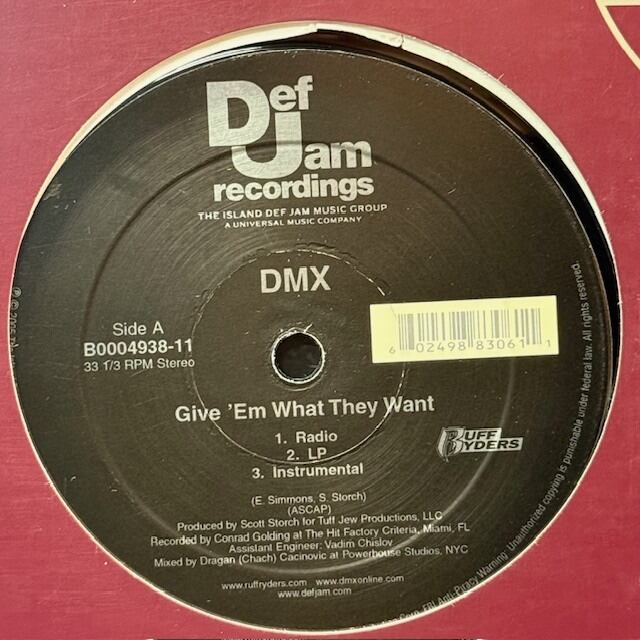 Def
Jam
recordings
THE ISLAND DEF JAM MUSIC GROUP
A UNIVERSAL MUSIC COMPANY
DMX
Side A
B0004938-11
33 1/3 RPM Stereo
6 02498 83061 1
Give 'Em What They Want
1. Radio
2. LP
3. Instrumental
RUFF
RYDERS
(E. Simmons, S. Storch)
(ASCAP)
Produced by Scott Storch for Tuff Jew Productions, LLC
Recorded by Conrad Golding at The Hit Factory Criteria, Miami, FL
Assistant Engineer: Vadim Chislov
Mixed by Dragan (Chach) Cacinovic at Powerhouse Studios, NYC
www.ruffryders.com www.dmxonline.com
www.defjam.com
FBI Anti-Piracy Warning: Unauthorized copying is punishable under federal law. All rights reserved.